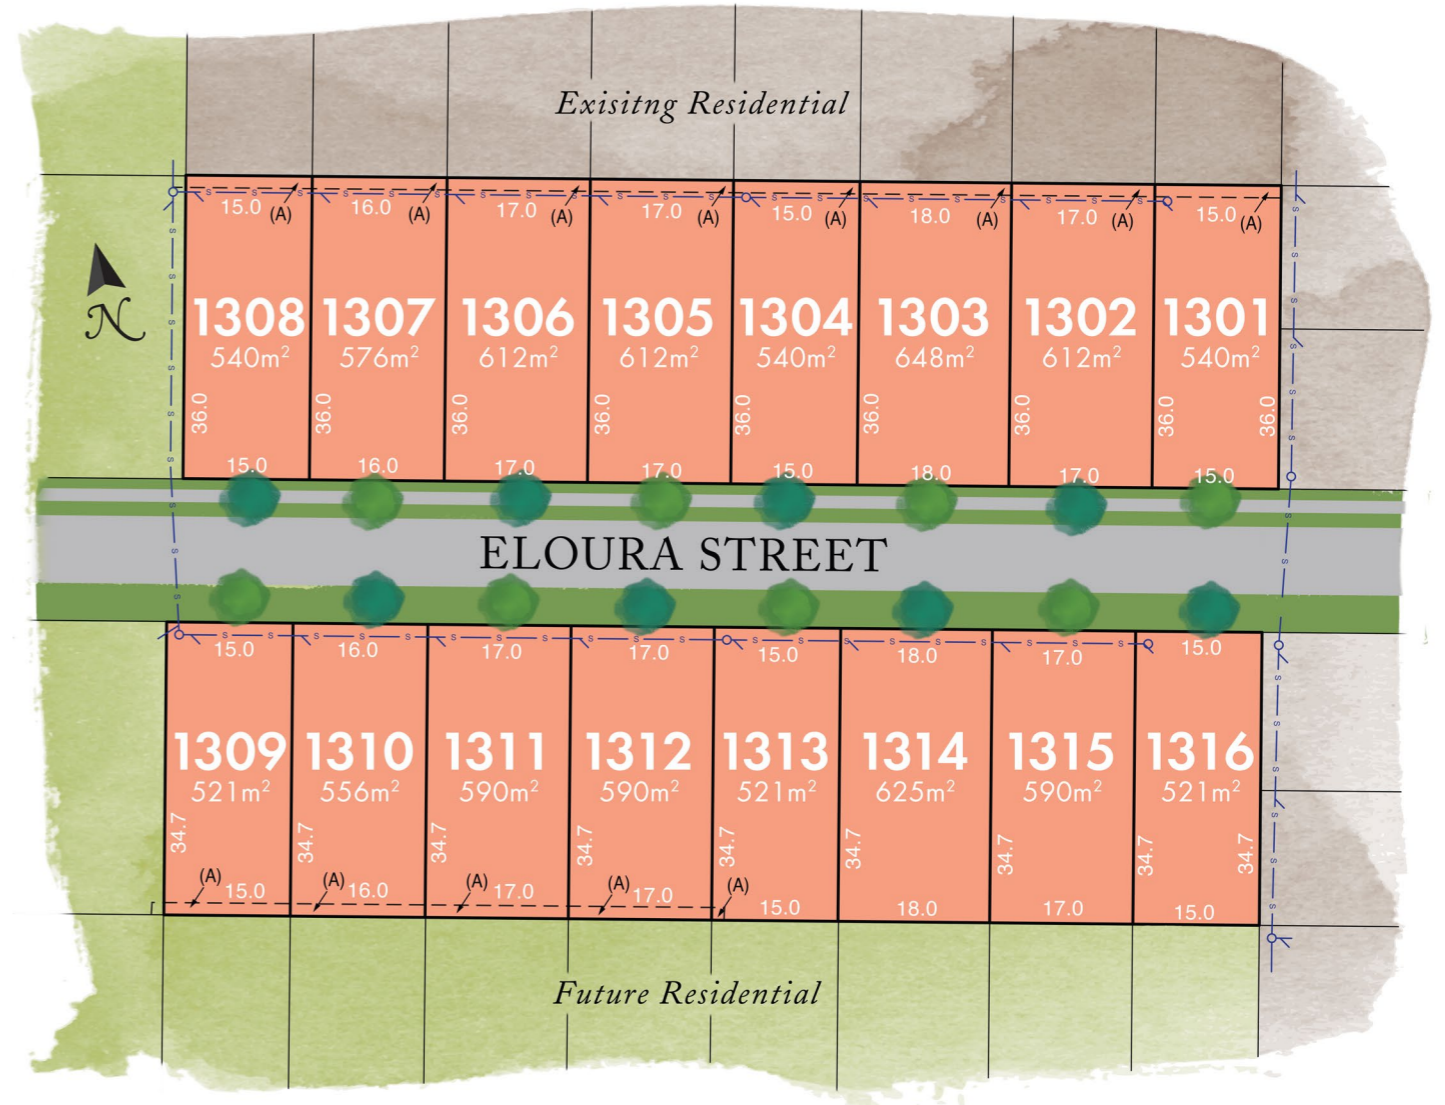 Exisitng Residential
15.0 (A) 16.0 (A) 17.0 (A) 17.0 (A) 15.0 (A) 18.0 (A) 17.0 (A) 15.0 (A)
N
1308 1307 1306 1305 1304 1303 1302 1301
540m² 576m² 612m² 612m² 540m² 648m² 612m² 540m²
36.0 36.0 36.0 36.0 36.0 36.0 36.0 36.0 36.0
15.0 16.0 17.0 17.0 15.0 18.0 17.0 15.0
ELOURA STREET
15.0 16.0 17.0 17.0 15.0 18.0 17.0 15.0
1309 1310 1311 1312 1313 1314 1315 1316
521m² 556m² 590m² 590m² 521m² 625m² 590m² 521m²
34.7 34.7 34.7 34.7 34.7 34.7 34.7 34.7 34.7
(A) 15.0 (A) 16.0 (A) 17.0 (A) 17.0 (A) 15.0 18.0 17.0 15.0
Future Residential